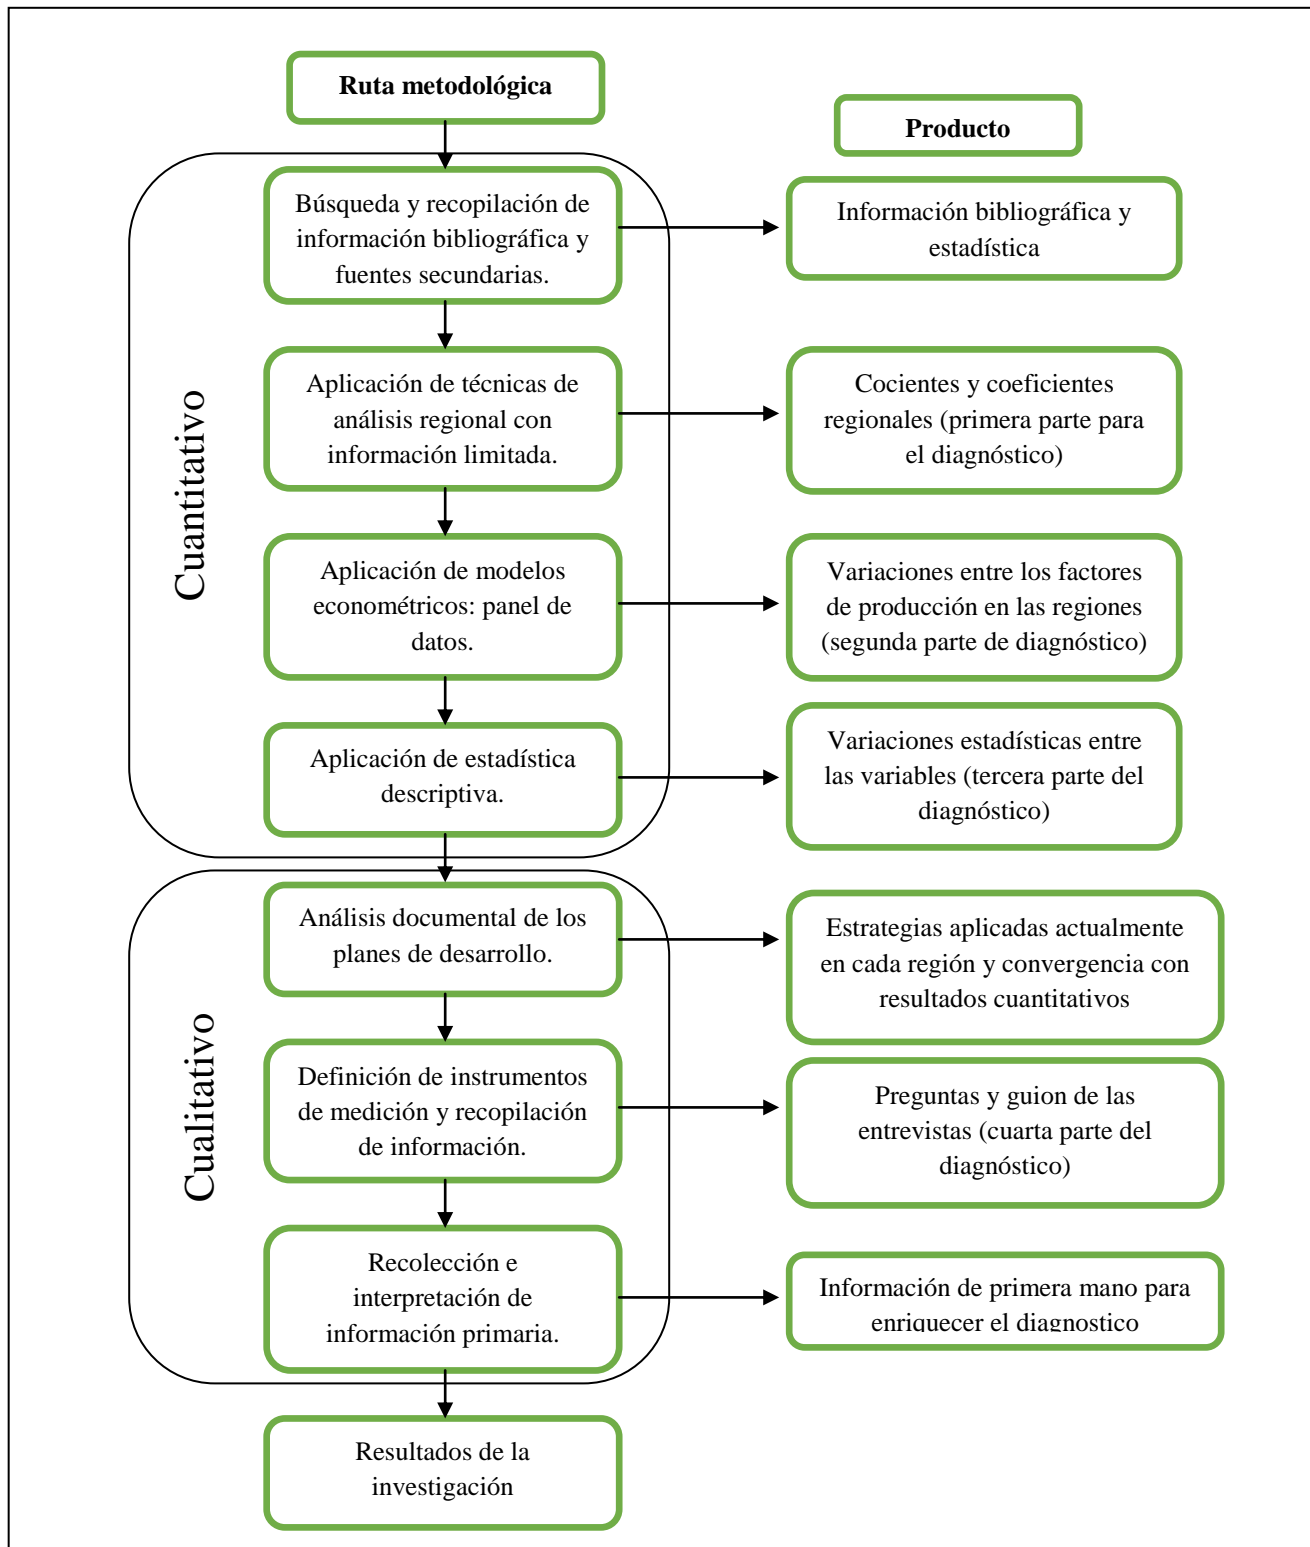 Ruta metodológica
Producto
Cuantitativo
Búsqueda y recopilación de
información bibliográfica y
fuentes secundarias.
Información bibliográfica y
estadística
Aplicación de técnicas de
análisis regional con
información limitada.
Cocientes y coeficientes
regionales (primera parte para
el diagnóstico)
Aplicación de modelos
econométricos: panel de
datos.
Variaciones entre los factores
de producción en las regiones
(segunda parte de diagnóstico)
Aplicación de estadística
descriptiva.
Variaciones estadísticas entre
las variables (tercera parte del
diagnóstico)
Cualitativo
Análisis documental de los
planes de desarrollo.
Estrategias aplicadas actualmente
en cada región y convergencia con
resultados cuantitativos
Definición de instrumentos
de medición y recopilación
de información.
Preguntas y guion de las
entrevistas (cuarta parte del
diagnóstico)
Recolección e
interpretación de
información primaria.
Información de primera mano para
enriquecer el diagnostico
Resultados de la
investigación